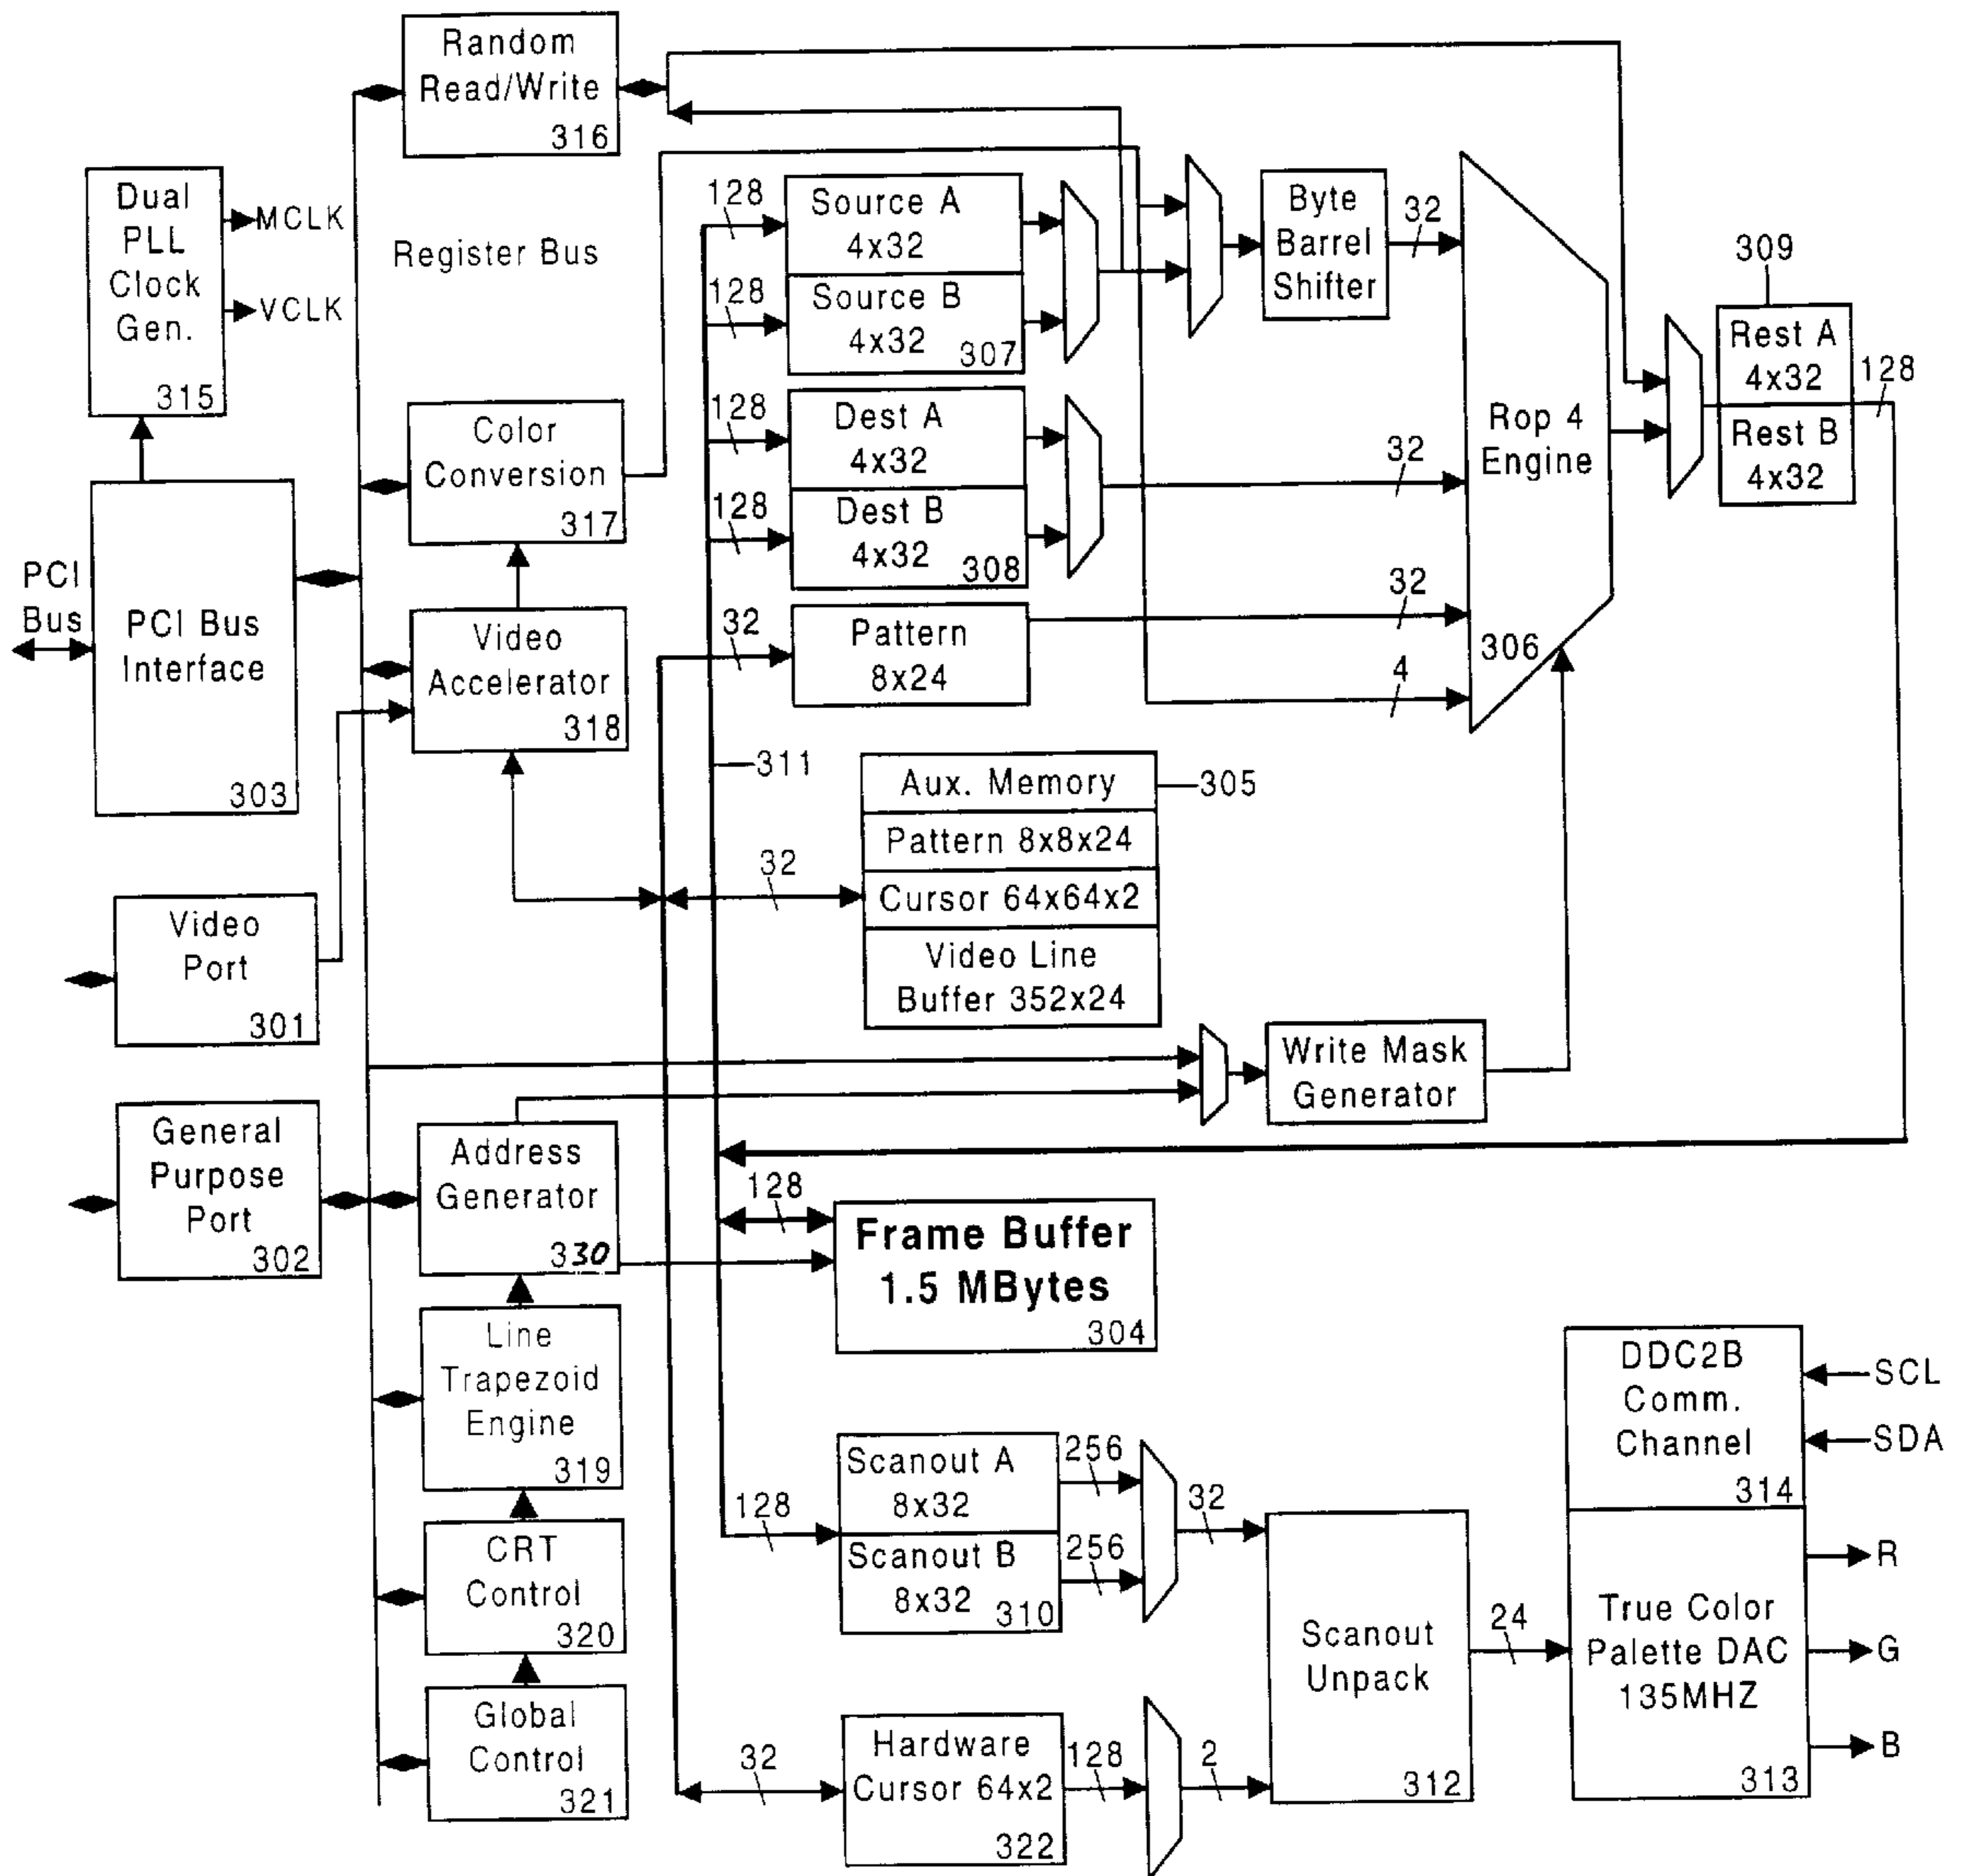 Random
Read/Write
316
Dual
PLL
Clock
Gen.
315
MCLK
VCLK
Register Bus
128
Source A
4x32
128
Source B
4x32
307
Byte
Barrel
Shifter
32
309
Rest A
4x32
Rest B
4x32
128
Color
Conversion
317
128
Dest A
4x32
128
Dest B
4x32
308
32
Rop 4
Engine
306
PCI
Bus
PCI Bus
Interface
303
Video
Accelerator
318
32
Pattern
8x24
32
4
311
Aux. Memory
305
Pattern 8x8x24
32
Cursor 64x64x2
Video Line
Buffer 352x24
Video
Port
301
Write Mask
Generator
General
Purpose
Port
302
Address
Generator
330
128
Frame Buffer
1.5 MBytes
304
Line
Trapezoid
Engine
319
DDC2B
Comm.
Channel
314
SCL
SDA
128
Scanout A
8x32
256
Scanout B
8x32
310
256
32
CRT
Control
320
Scanout
Unpack
312
24
True Color
Palette DAC
135MHZ
313
R
G
B
Global
Control
321
32
Hardware
Cursor 64x2
322
128
2